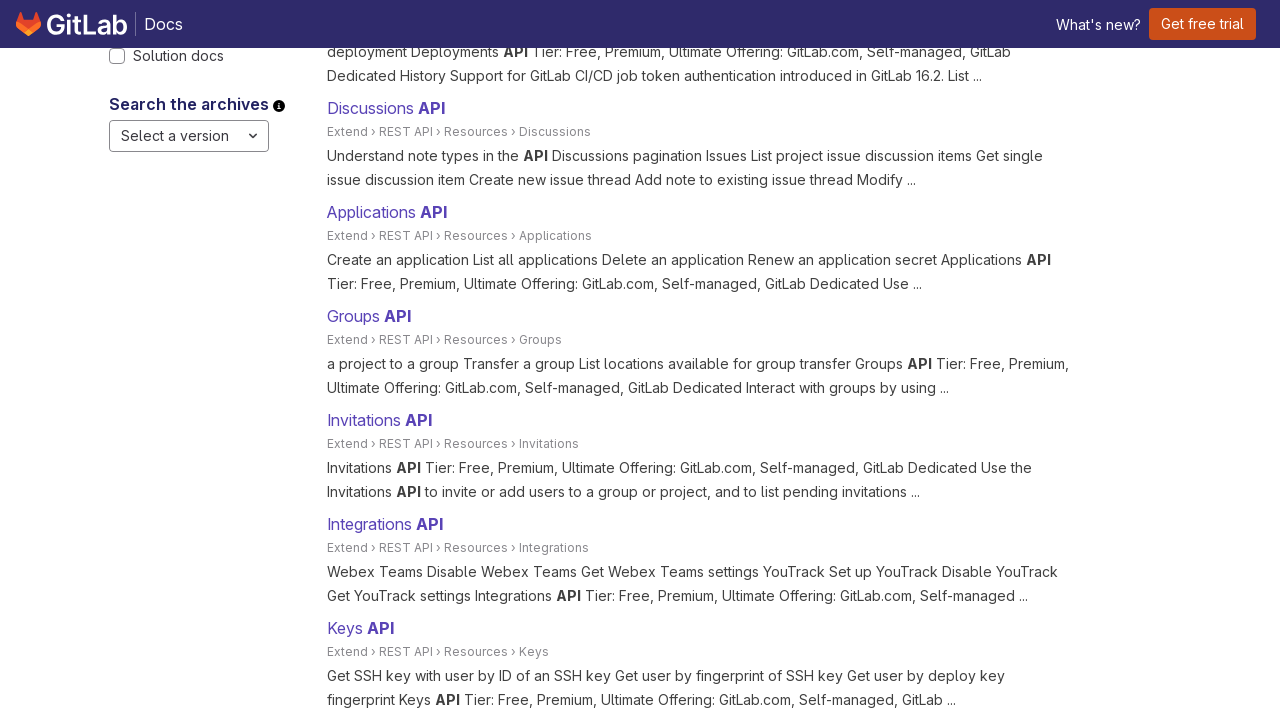 GitLab Docs What's new? Get free trial
Solution docs
Search the archives
Select a version
deployment Deployments API Tier: Free, Premium, Ultimate Offering: GitLab.com, Self-managed, GitLab
Dedicated History Support for GitLab CI/CD job token authentication introduced in GitLab 16.2. List ...
Discussions API
Extend › REST API › Resources › Discussions
Understand note types in the API Discussions pagination Issues List project issue discussion items Get single
issue discussion item Create new issue thread Add note to existing issue thread Modify ...
Applications API
Extend › REST API › Resources › Applications
Create an application List all applications Delete an application Renew an application secret Applications API
Tier: Free, Premium, Ultimate Offering: GitLab.com, Self-managed, GitLab Dedicated Use ...
Groups API
Extend › REST API › Resources › Groups
a project to a group Transfer a group List locations available for group transfer Groups API Tier: Free, Premium,
Ultimate Offering: GitLab.com, Self-managed, GitLab Dedicated Interact with groups by using ...
Invitations API
Extend › REST API › Resources › Invitations
Invitations API Tier: Free, Premium, Ultimate Offering: GitLab.com, Self-managed, GitLab Dedicated Use the
Invitations API to invite or add users to a group or project, and to list pending invitations ...
Integrations API
Extend › REST API › Resources › Integrations
Webex Teams Disable Webex Teams Get Webex Teams settings YouTrack Set up YouTrack Disable YouTrack
Get YouTrack settings Integrations API Tier: Free, Premium, Ultimate Offering: GitLab.com, Self-managed ...
Keys API
Extend › REST API › Resources › Keys
Get SSH key with user by ID of an SSH key Get user by fingerprint of SSH key Get user by deploy key
fingerprint Keys API Tier: Free, Premium, Ultimate Offering: GitLab.com, Self-managed, GitLab ...